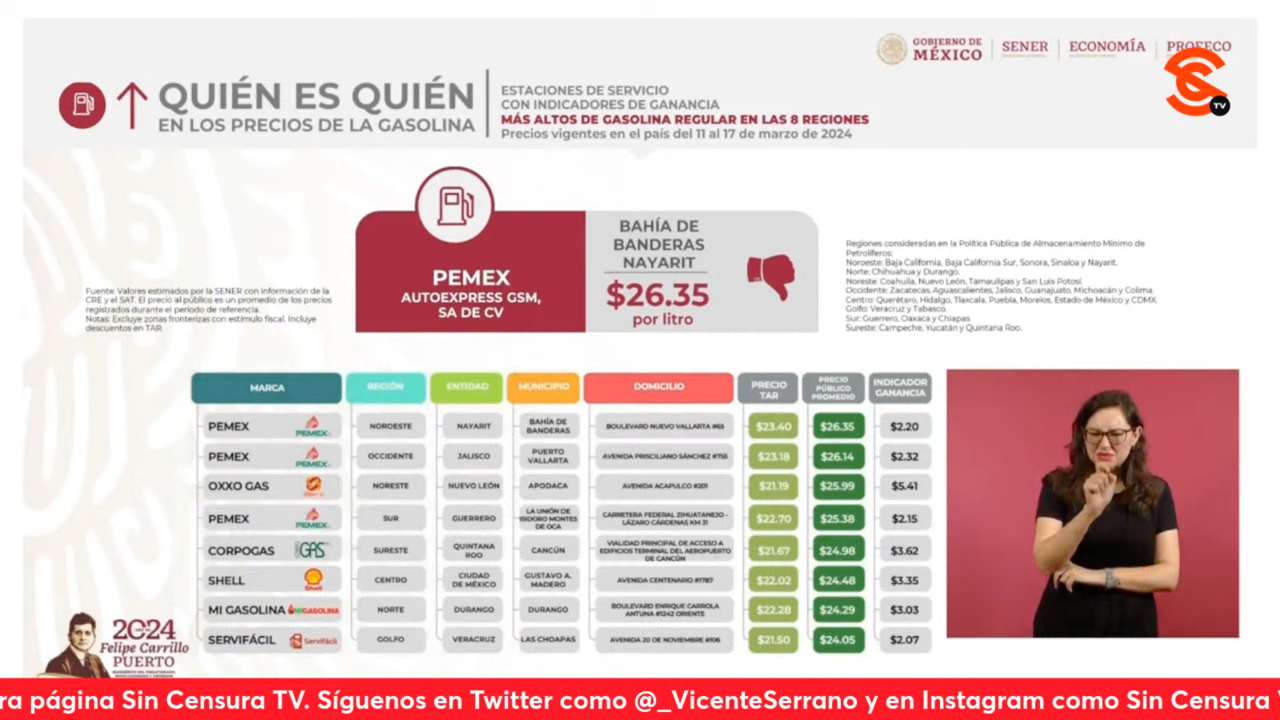 GOBIERNO DE
MÉXICO
SENER
ECONOMÍA
PROFECO
TV
QUIÉN ES QUIÉN
EN LOS PRECIOS DE LA GASOLINA
ESTACIONES DE SERVICIO
CON INDICADORES DE GANANCIA
MÁS ALTOS DE GASOLINA REGULAR EN LAS 8 REGIONES
Precios vigentes en el país del 11 al 17 de marzo de 2024
PEMEX
AUTOEXPRESS GSM,
SA DE CV
BAHÍA DE
BANDERAS
NAYARIT
$26.35
por litro
Fuente: Valores estimados por la SENER con información de la
CRE y el SAT. El precio al público es un promedio de los precios
registrados durante el periodo de referencia.
Notas: Excluye zonas fronterizas con estímulo fiscal. Incluye
descuentos en TAR.
Regiones consideradas en la Política Pública de Almacenamiento Mínimo de
Petrolíferos:
Noroeste: Baja California, Baja California Sur, Sonora, Sinaloa y Nayarit.
Norte: Chihuahua y Durango.
Noreste: Coahuila, Nuevo León, Tamaulipas y San Luis Potosí.
Occidente: Zacatecas, Aguascalientes, Jalisco, Guanajuato, Michoacán y Colima.
Centro: Querétaro, Hidalgo, Tlaxcala, Puebla, Morelos, Estado de México y CDMX.
Golfo: Veracruz y Tabasco.
Sur: Guerrero, Oaxaca y Chiapas
Sureste: Campeche, Yucatán y Quintana Roo.
MARCA REGIÓN ENTIDAD MUNICIPIO DOMICILIO PRECIO TAR PRECIO PÚBLICO PROMEDIO INDICADOR GANANCIA
PEMEX PEMEX NOROESTE NAYARIT BAHÍA DE BANDERAS BOULEVARD NUEVO VALLARTA #65 $23.40 $26.35 $2.20
PEMEX PEMEX OCCIDENTE JALISCO PUERTO VALLARTA AVENIDA PRISCILIANO SÁNCHEZ #755 $23.18 $26.14 $2.32
OXXO GAS NORESTE NUEVO LEÓN APODACA AVENIDA ACAPULCO #201 $21.19 $25.99 $5.41
PEMEX PEMEX SUR GUERRERO LA UNIÓN DE ISIDORO MONTES DE OCA CARRETERA FEDERAL ZIHUATANEJO - LÁZARO CÁRDENAS KM 31 $22.70 $25.38 $2.15
CORPOGAS GAS SURESTE QUINTANA ROO CANCÚN VIALIDAD PRINCIPAL DE ACCESO A EDIFICIOS TERMINAL DEL AEROPUERTO DE CANCÚN $21.67 $24.98 $3.62
SHELL Shell CENTRO CIUDAD DE MÉXICO GUSTAVO A. MADERO AVENIDA CENTENARIO #1787 $22.02 $24.48 $3.35
MI GASOLINA MIGASOLINA NORTE DURANGO DURANGO BOULEVARD ENRIQUE CARROLA ANTUNA #1242 ORIENTE $22.28 $24.29 $3.03
SERVIFÁCIL ServiFácil GOLFO VERACRUZ LAS CHOAPAS AVENIDA 20 DE NOVIEMBRE #106 $21.50 $24.05 $2.07
2024
Felipe Carrillo
PUERTO
ra página Sin Censura TV. Síguenos en Twitter como @_VicenteSerrano y en Instagram como Sin Censura